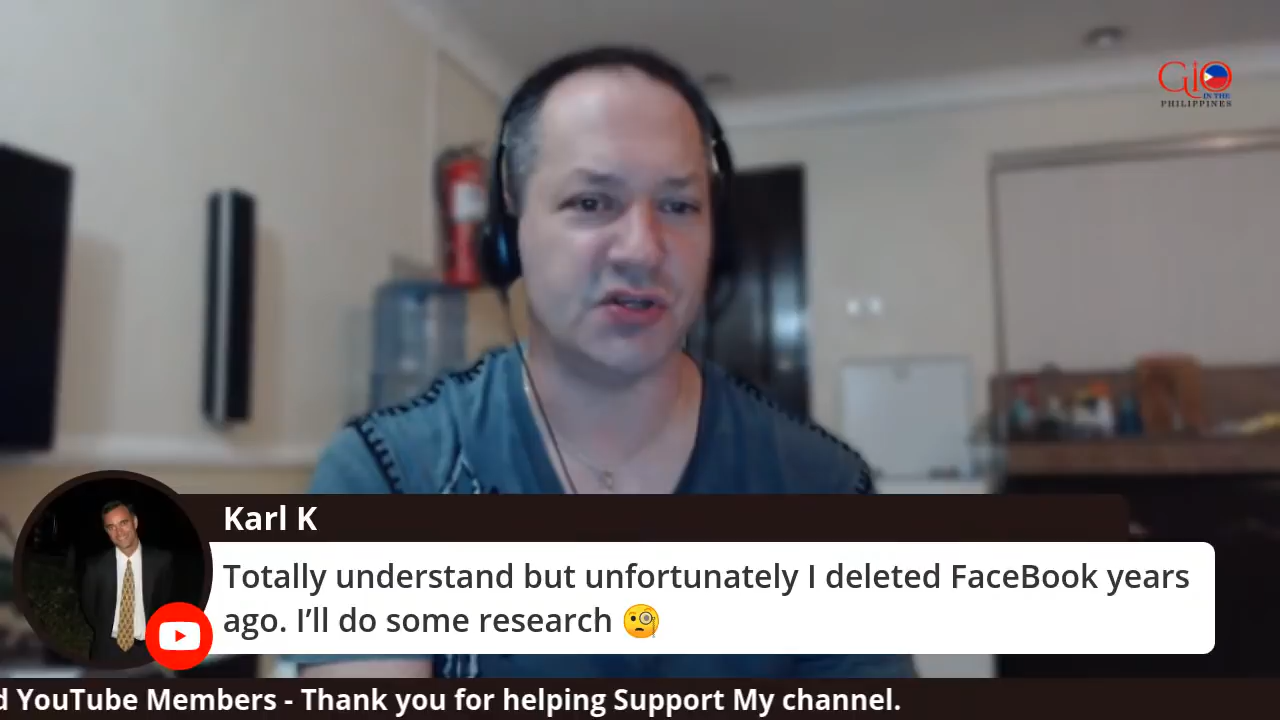 GiO
IN THE
PHILIPPINES
Karl K
Totally understand but unfortunately I deleted FaceBook years
ago. I’ll do some research 🧐
d YouTube Members - Thank you for helping Support My channel.